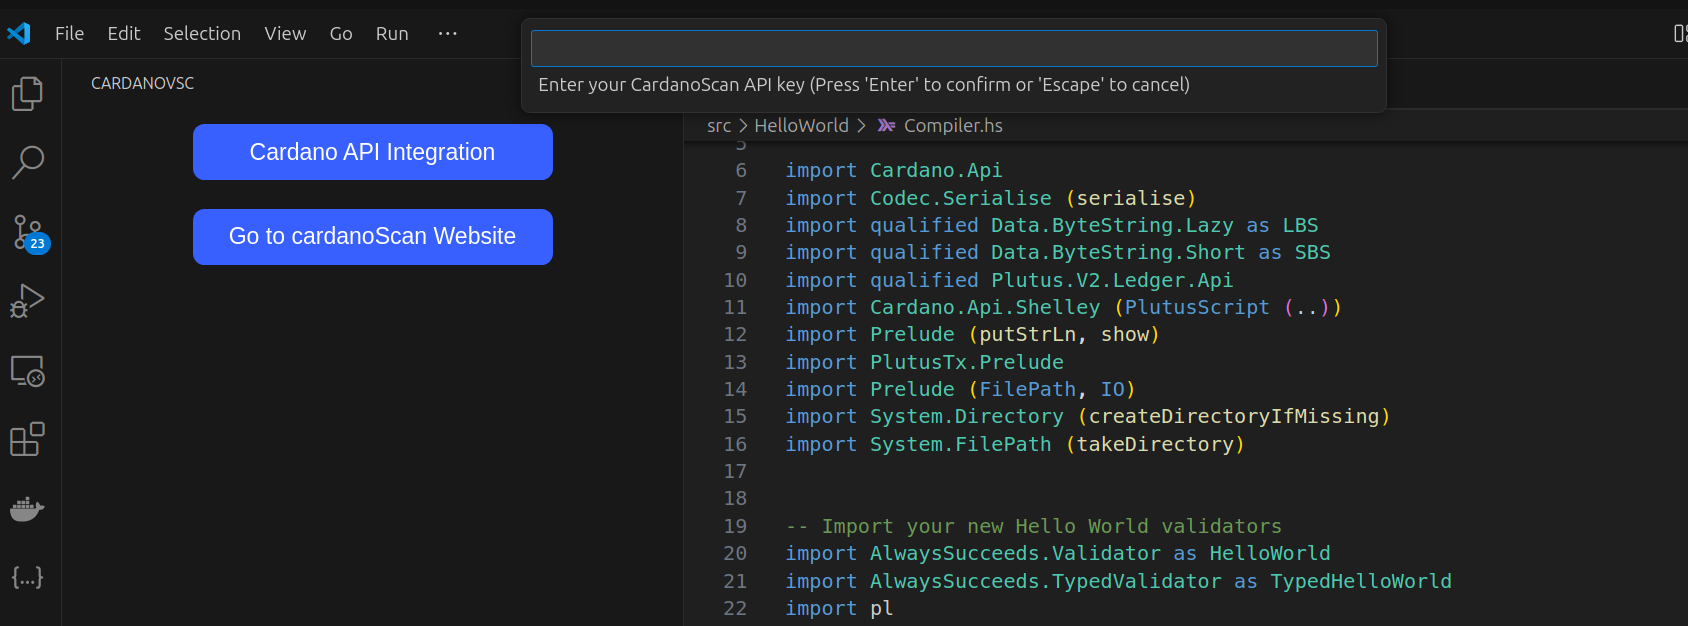 File Edit Selection View Go Run ···
Enter your CardanoScan API key (Press 'Enter' to confirm or 'Escape' to cancel)
CARDANOVSC
Cardano API Integration
Go to cardanoScan Website
23
{...}
src > HelloWorld > Compiler.hs
5
6 import Cardano.Api
7 import Codec.Serialise (serialise)
8 import qualified Data.ByteString.Lazy as LBS
9 import qualified Data.ByteString.Short as SBS
10 import qualified Plutus.V2.Ledger.Api
11 import Cardano.Api.Shelley (PlutusScript (..))
12 import Prelude (putStrLn, show)
13 import PlutusTx.Prelude
14 import Prelude (FilePath, IO)
15 import System.Directory (createDirectoryIfMissing)
16 import System.FilePath (takeDirectory)
17
18
19 -- Import your new Hello World validators
20 import AlwaysSucceeds.Validator as HelloWorld
21 import AlwaysSucceeds.TypedValidator as TypedHelloWorld
22 import pl